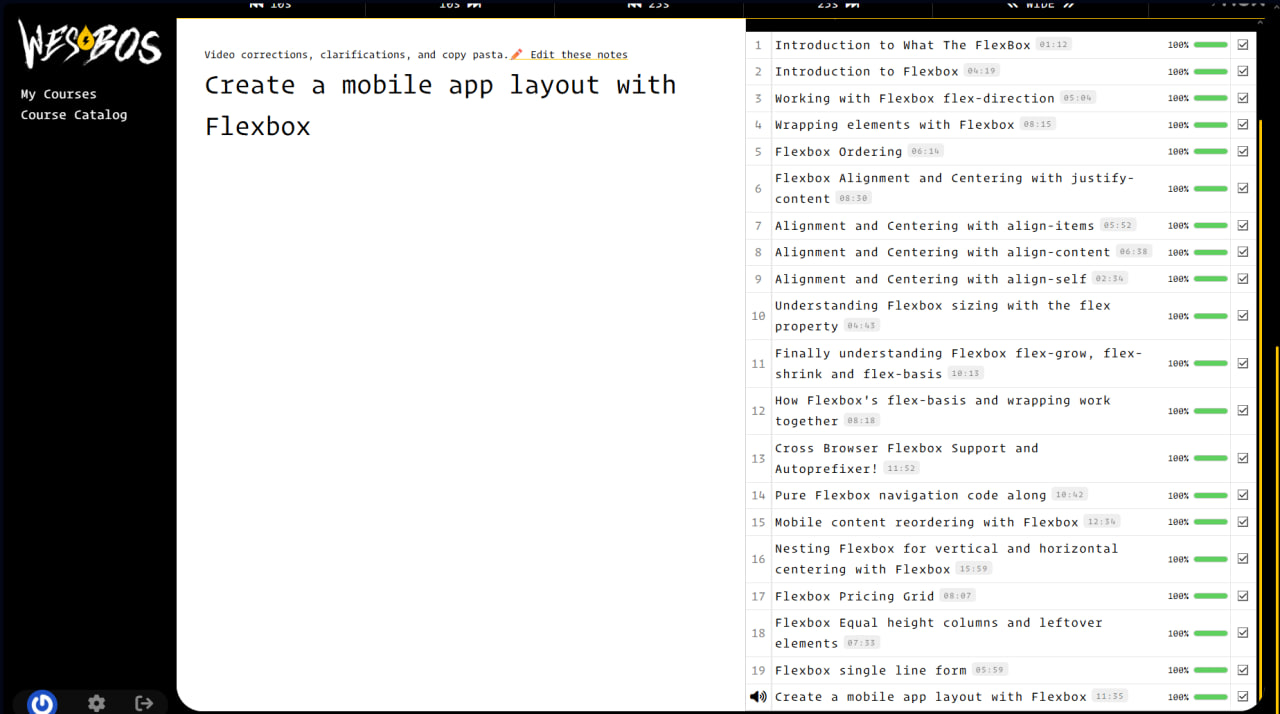 10s
10s
25s
25s
WIDE
WES BOS
My Courses
Course Catalog
Video corrections, clarifications, and copy pasta. Edit these notes
Create a mobile app layout with
Flexbox
1 Introduction to What The FlexBox 01:12 100%
2 Introduction to Flexbox 04:19 100%
3 Working with Flexbox flex-direction 05:04 100%
4 Wrapping elements with Flexbox 08:15 100%
5 Flexbox Ordering 06:14 100%
6 Flexbox Alignment and Centering with justify-
content 08:30 100%
7 Alignment and Centering with align-items 05:52 100%
8 Alignment and Centering with align-content 06:38 100%
9 Alignment and Centering with align-self 02:34 100%
10 Understanding Flexbox sizing with the flex
property 04:43 100%
11 Finally understanding Flexbox flex-grow, flex-
shrink and flex-basis 10:13 100%
12 How Flexbox's flex-basis and wrapping work
together 08:18 100%
13 Cross Browser Flexbox Support and
Autoprefixer! 11:52 100%
14 Pure Flexbox navigation code along 10:42 100%
15 Mobile content reordering with Flexbox 12:34 100%
16 Nesting Flexbox for vertical and horizontal
centering with Flexbox 15:59 100%
17 Flexbox Pricing Grid 08:07 100%
18 Flexbox Equal height columns and leftover
elements 07:33 100%
19 Flexbox single line form 05:59 100%
Create a mobile app layout with Flexbox 11:35 100%